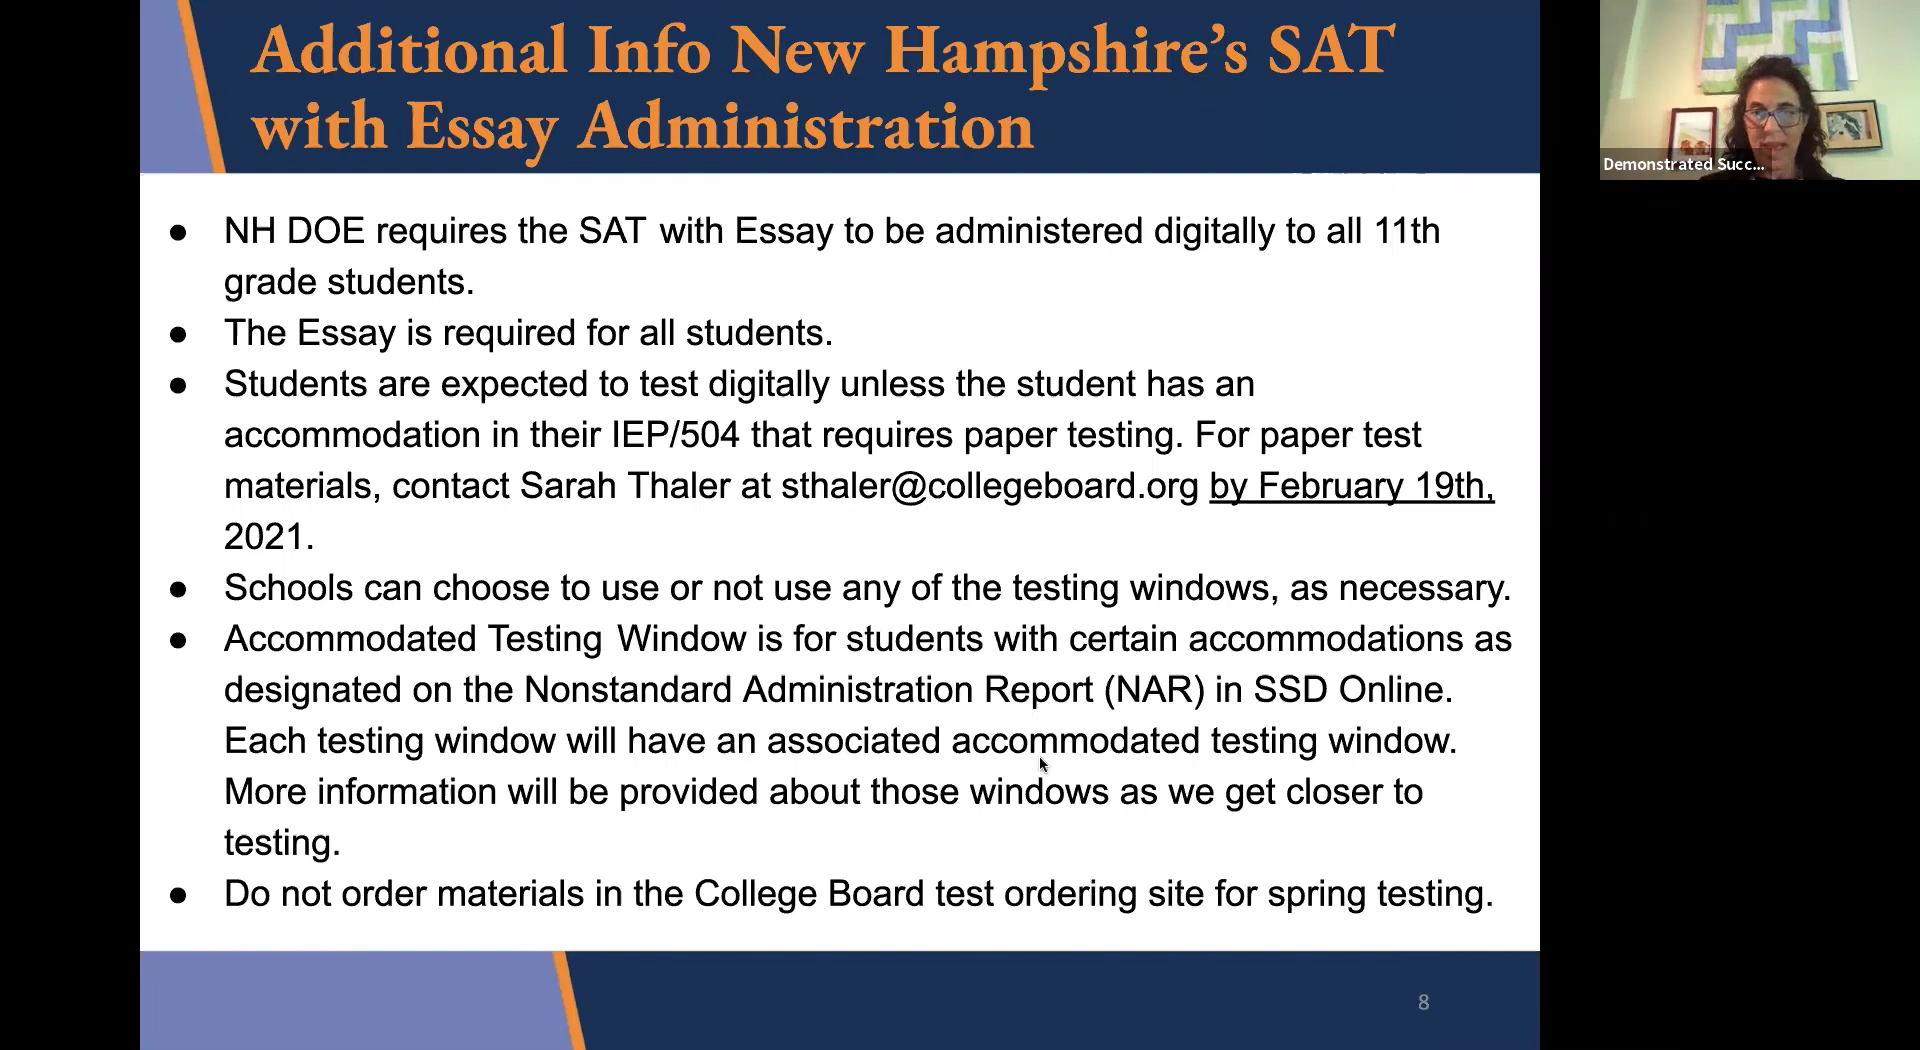 Additional Info New Hampshire's SAT
with Essay Administration
Demonstrated Succ...
● NH DOE requires the SAT with Essay to be administered digitally to all 11th
grade students.
● The Essay is required for all students.
● Students are expected to test digitally unless the student has an
accommodation in their IEP/504 that requires paper testing. For paper test
materials, contact Sarah Thaler at sthaler@collegeboard.org by February 19th,
2021.
● Schools can choose to use or not use any of the testing windows, as necessary.
● Accommodated Testing Window is for students with certain accommodations as
designated on the Nonstandard Administration Report (NAR) in SSD Online.
Each testing window will have an associated accommodated testing window.
More information will be provided about those windows as we get closer to
testing.
● Do not order materials in the College Board test ordering site for spring testing.
8